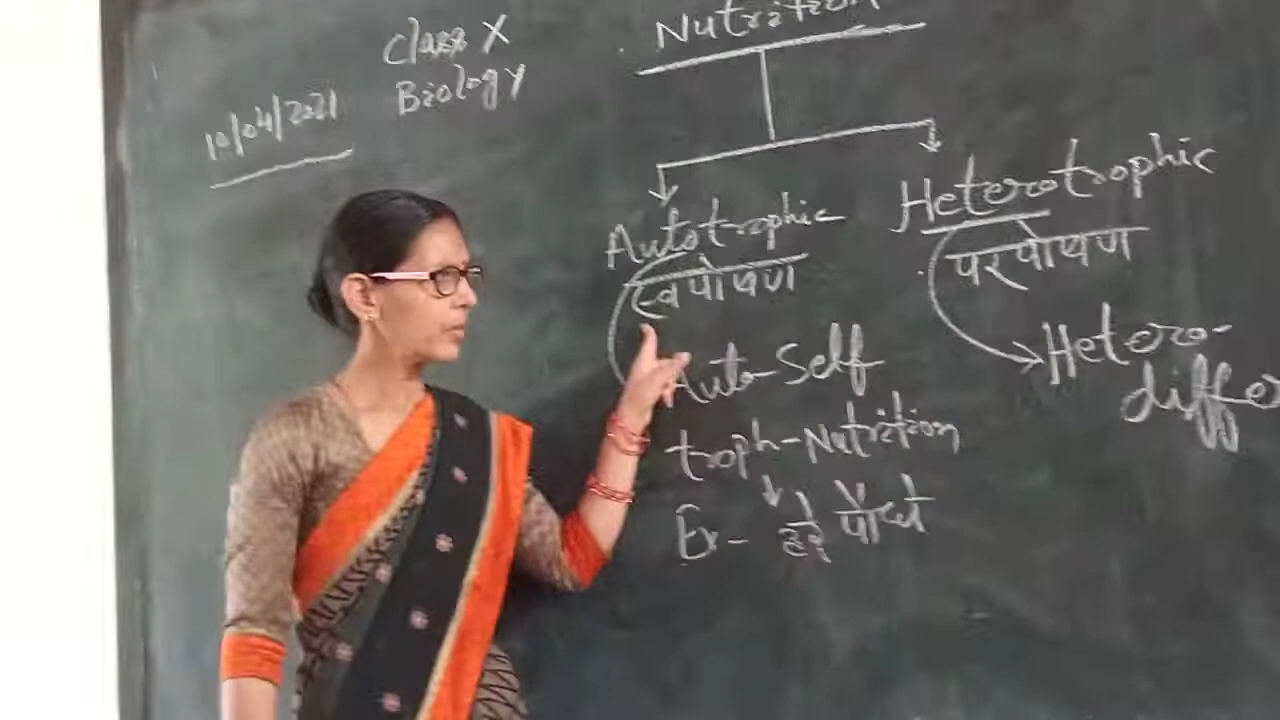 Class X
Biology
10/04/2021
Nutrition
Autotrophic
स्वपोषण
Auto-Self
troph-Nutrition
Ex- हरे पौधे
Heterotrophic
परपोषण
Hetero-